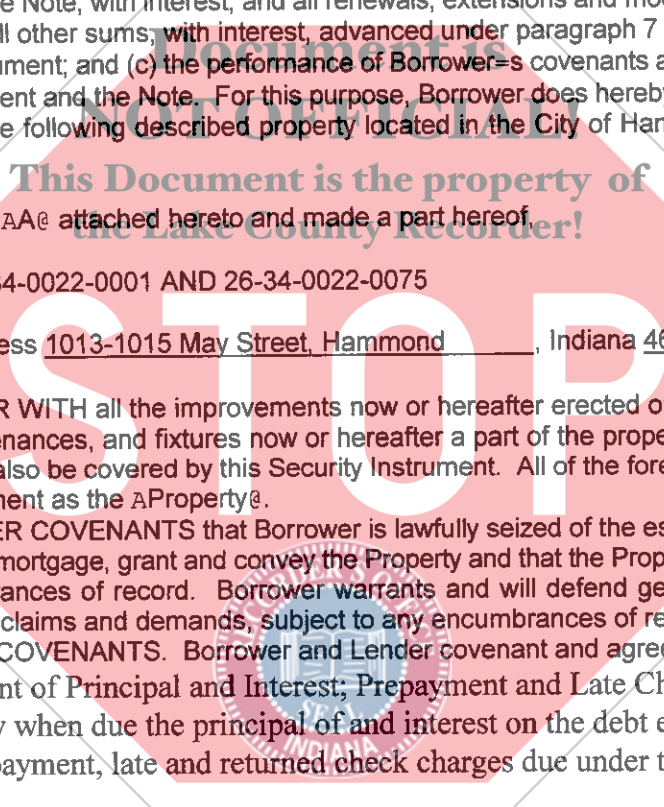 e Note, with interest, and all renewals, extensions and mod
ll other sums, with interest, advanced under paragraph 7
Document is
ument; and (c) the performance of Borrower=s covenants a
ent and the Note. For this purpose, Borrower does hereby
NOT OFFICIAL!
e following described property located in the City of Ham
This Document is the property of
AA@ attached hereto and made a part hereof,
the Lake County Recorder!
34-0022-0001 AND 26-34-0022-0075
STOP
ess 1013-1015 May Street, Hammond ______, Indiana 46
R WITH all the improvements now or hereafter erected o
enances, and fixtures now or hereafter a part of the prope
also be covered by this Security Instrument. All of the fore
ment as the AProperty@.
ER COVENANTS that Borrower is lawfully seized of the es
mortgage, grant and convey the Property and that the Prop
rances of record. Borrower warrants and will defend ge
claims and demands, subject to any encumbrances of re
COVENANTS. Borrower and Lender covenant and agree
nt of Principal and Interest; Prepayment and Late Ch
y when due the principal of and interest on the debt e
payment, late and returned check charges due under t
RECORDER'S OFFICE
SEAL
INDIANA